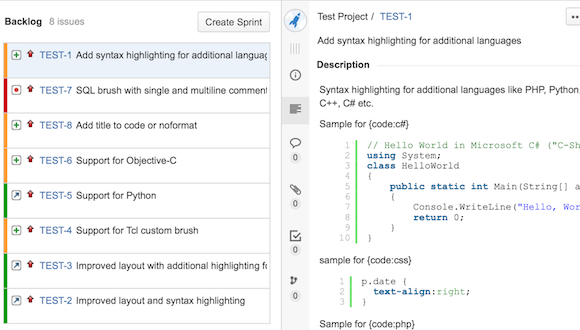 Backlog 8 issues
Create Sprint
TEST-1 Add syntax highlighting for additional
TEST-7 SQL brush with single and multiline comment
TEST-8 Add title to code or noformat
TEST-6 Support for Objective-C
TEST-5 Support for Python
TEST-4 Support for Tcl custom brush
TEST-3 Improved layout with additional highlighting
TEST-2 Improved layout and syntax highlighting
0
0
0
0
Test Project / TEST-1
Add syntax highlighting for additional languages
Description
Syntax highlighting for additional languages like PHP, Python,
C++, C# etc.
Sample for {code:c#}
1 // Hello World in Microsoft C# ("C-Sh
2 using System;
3 class HelloWorld
4 {
5 public static int Main(String[] a
6 {
7 Console.WriteLine("Hello, Wor
8 return 0;
9 }
10 }
sample for {code:css}
1 p.date {
2 text-align:right;
3 }
Sample for {code:php}